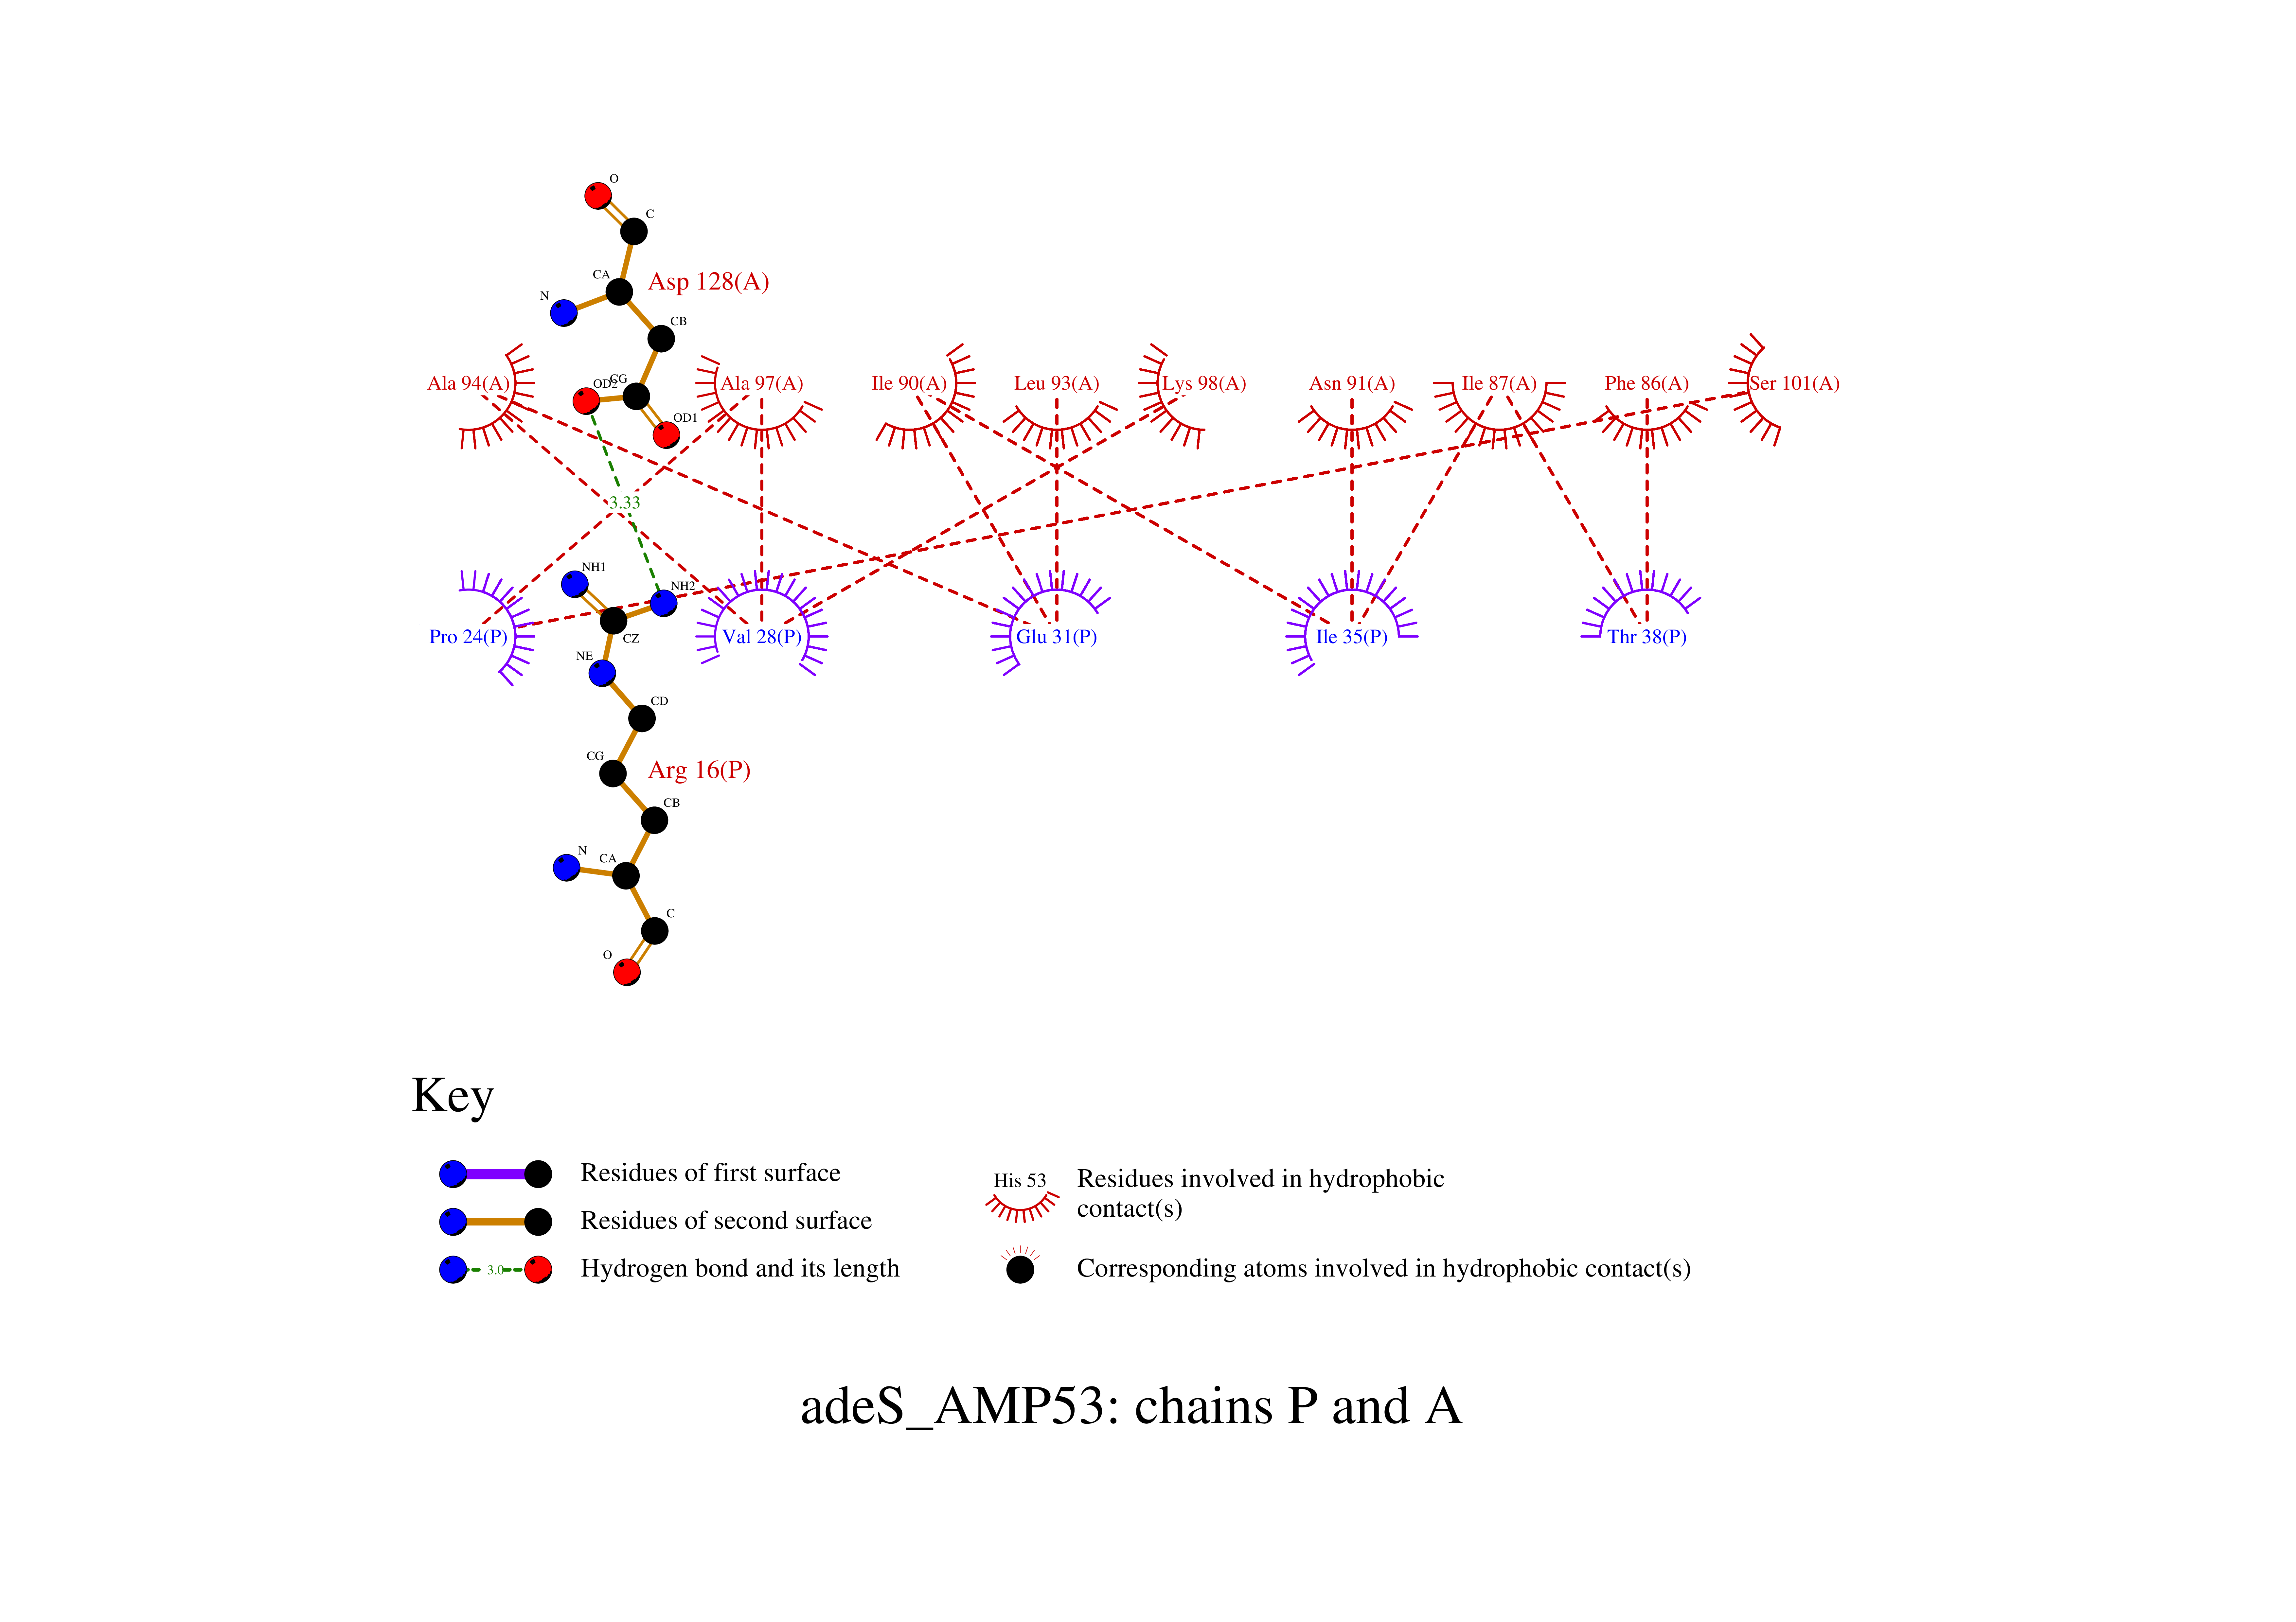 O
C
CA
Asp 128(A)
N
CB
Ala 94(A)
OD2
CG
Ala 97(A)
Ile 90(A)
Leu 93(A)
Lys 98(A)
Asn 91(A)
Ile 87(A)
Phe 86(A)
Ser 101(A)
OD1
3.33
NH1
NH2
Pro 24(P)
CZ
Val 28(P)
Glu 31(P)
Ile 35(P)
Thr 38(P)
NE
CD
CG
Arg 16(P)
CB
N
CA
C
O
Key
Residues of first surface
Residues of second surface
3.0
Hydrogen bond and its length
His 53
Residues involved in hydrophobic
contact(s)
Corresponding atoms involved in hydrophobic contact(s)
adeS_AMP53: chains P and A